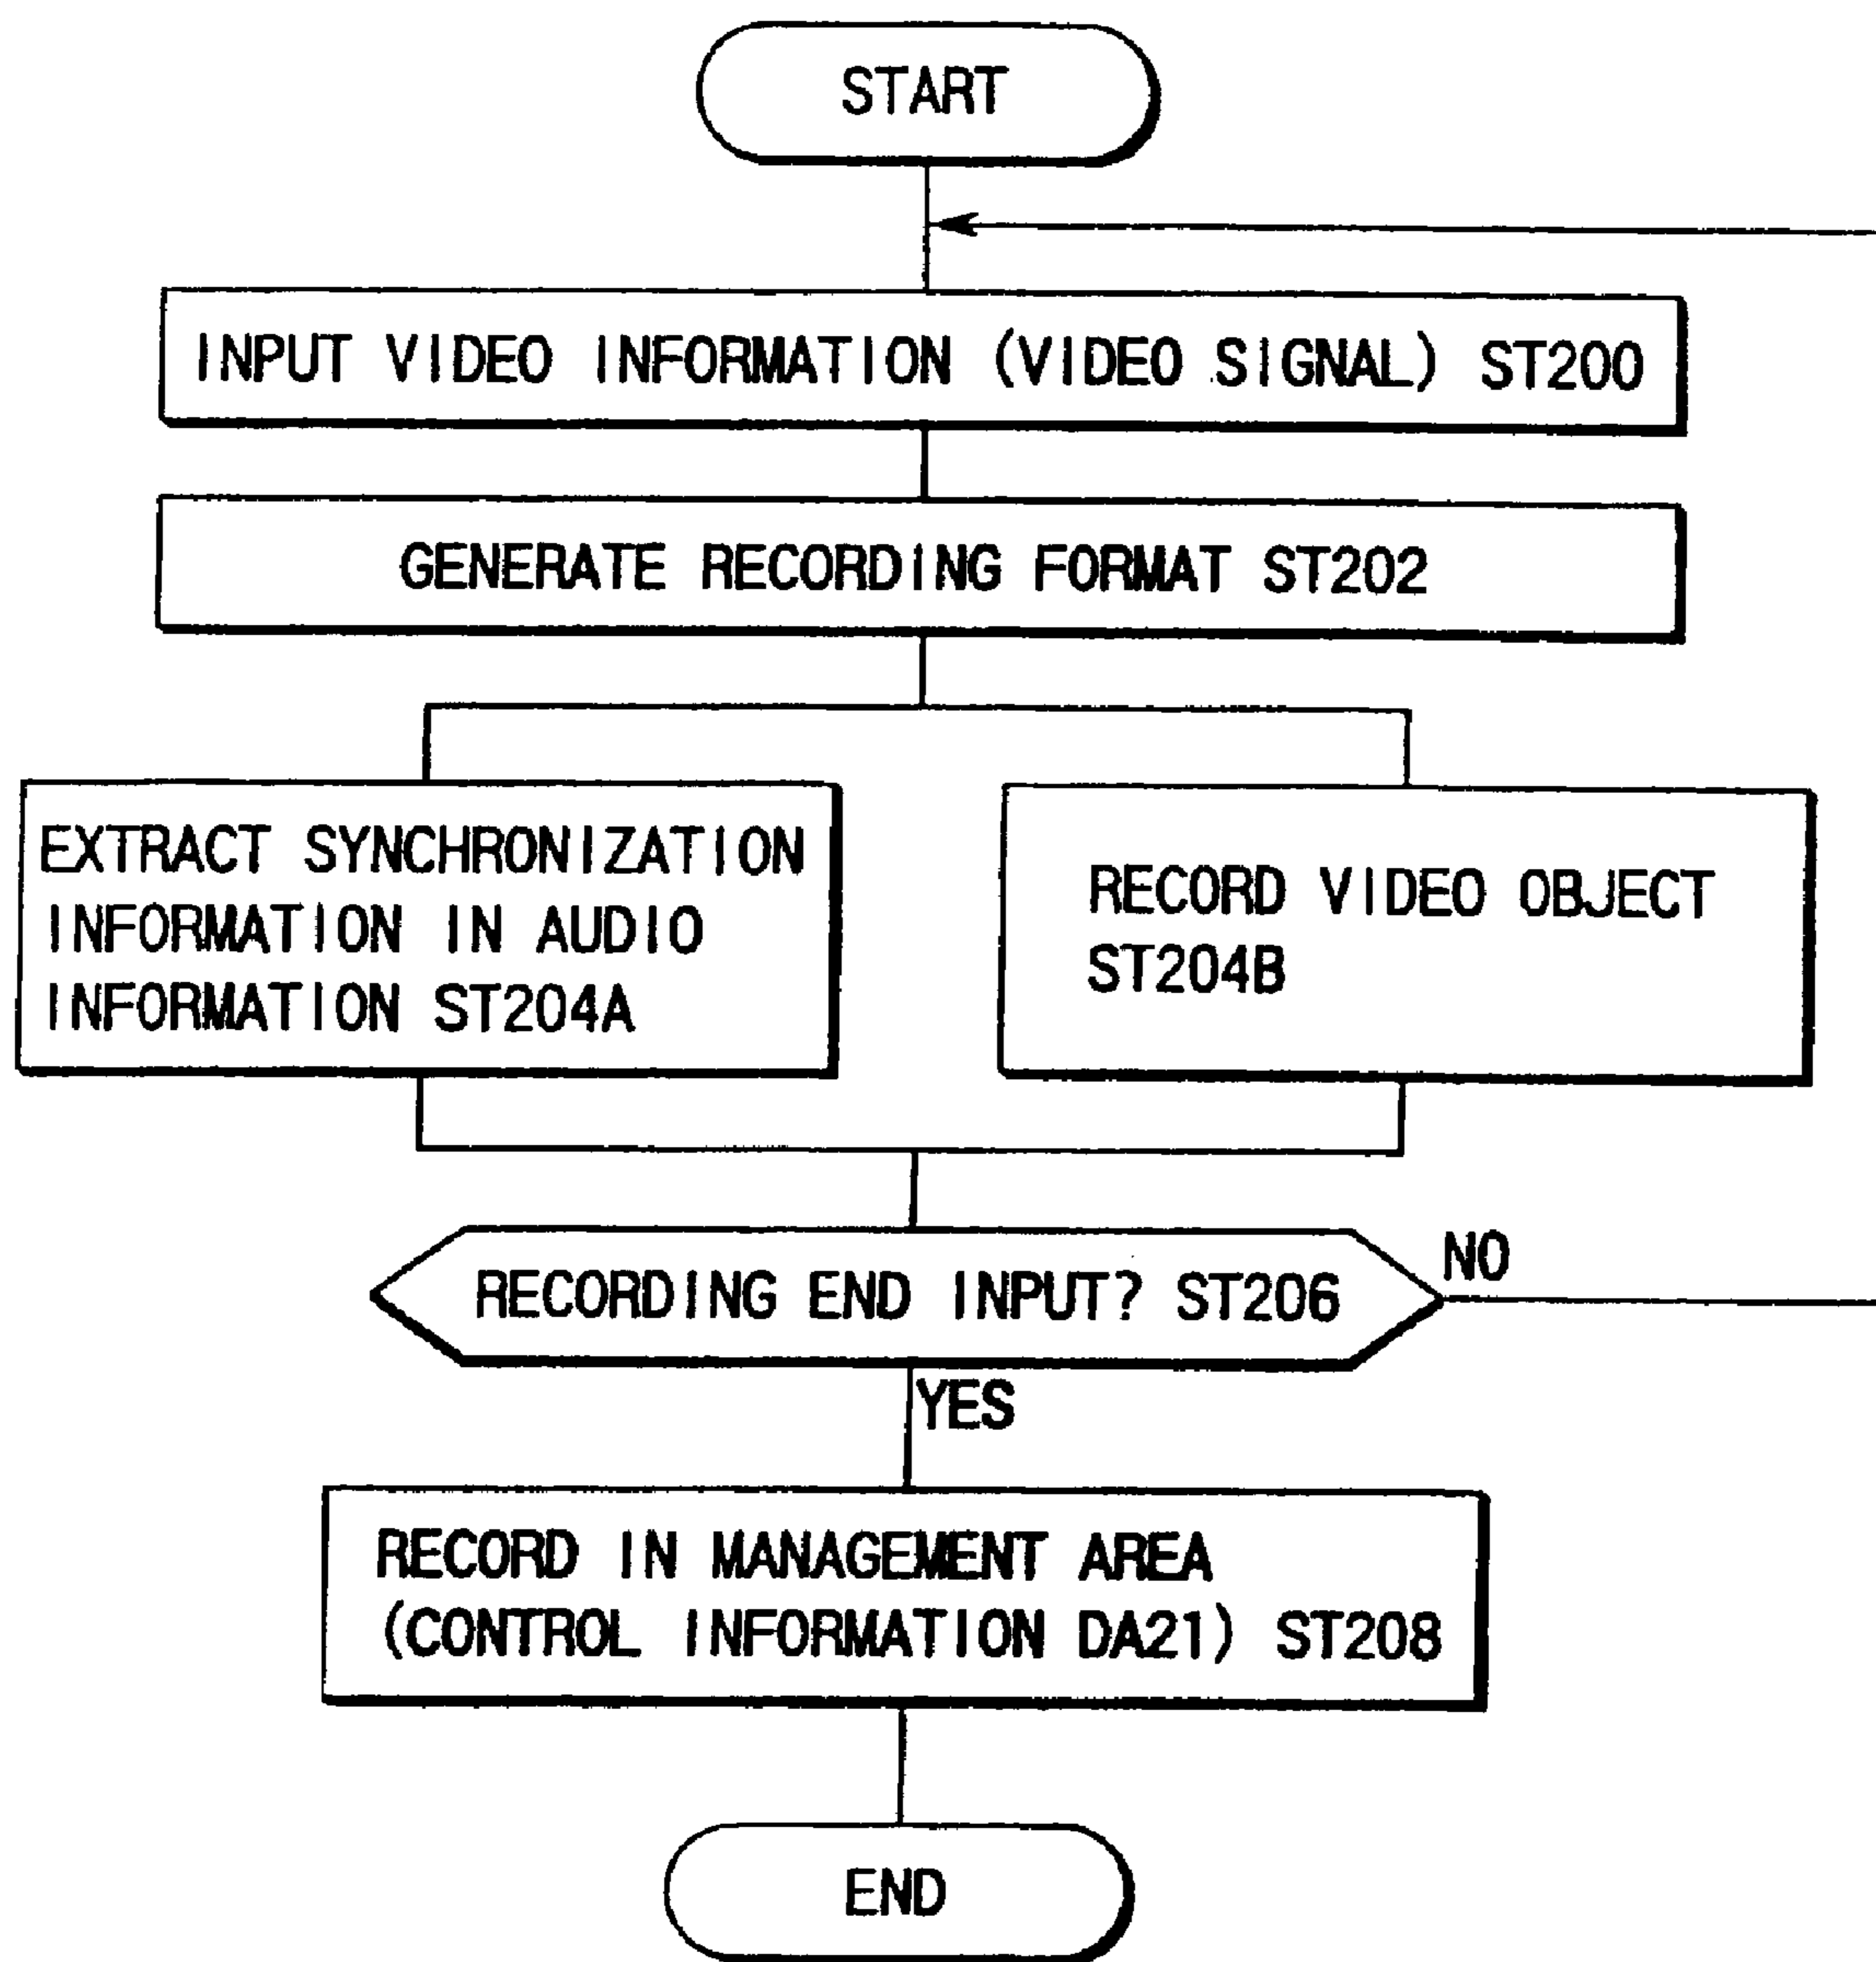 START
INPUT VIDEO INFORMATION (VIDEO SIGNAL) ST200
GENERATE RECORDING FORMAT ST202
EXTRACT SYNCHRONIZATION
INFORMATION IN AUDIO
INFORMATION ST204A
RECORD VIDEO OBJECT
ST204B
RECORDING END INPUT? ST206
NO
YES
RECORD IN MANAGEMENT AREA
(CONTROL INFORMATION DA21) ST208
END